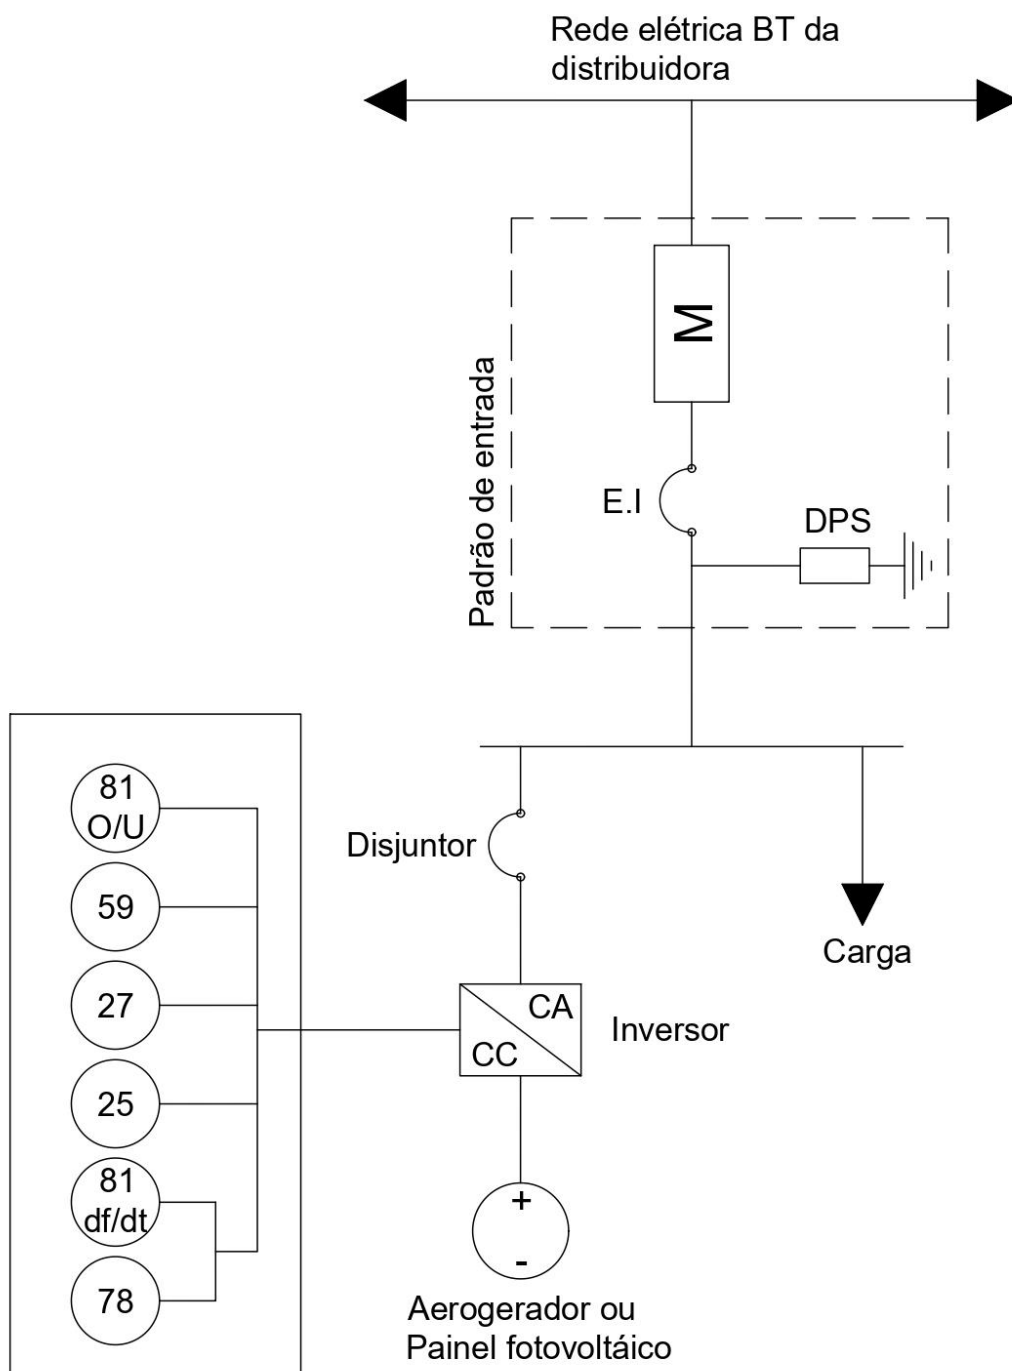 Rede elétrica BT da
distribuidora
Padrão de entrada
M
E.I
DPS
81
O/U
59
27
25
81
df/dt
78
Disjuntor
Carga
CA
CC
Inversor
+
-
Aerogerador ou
Painel fotovoltáico